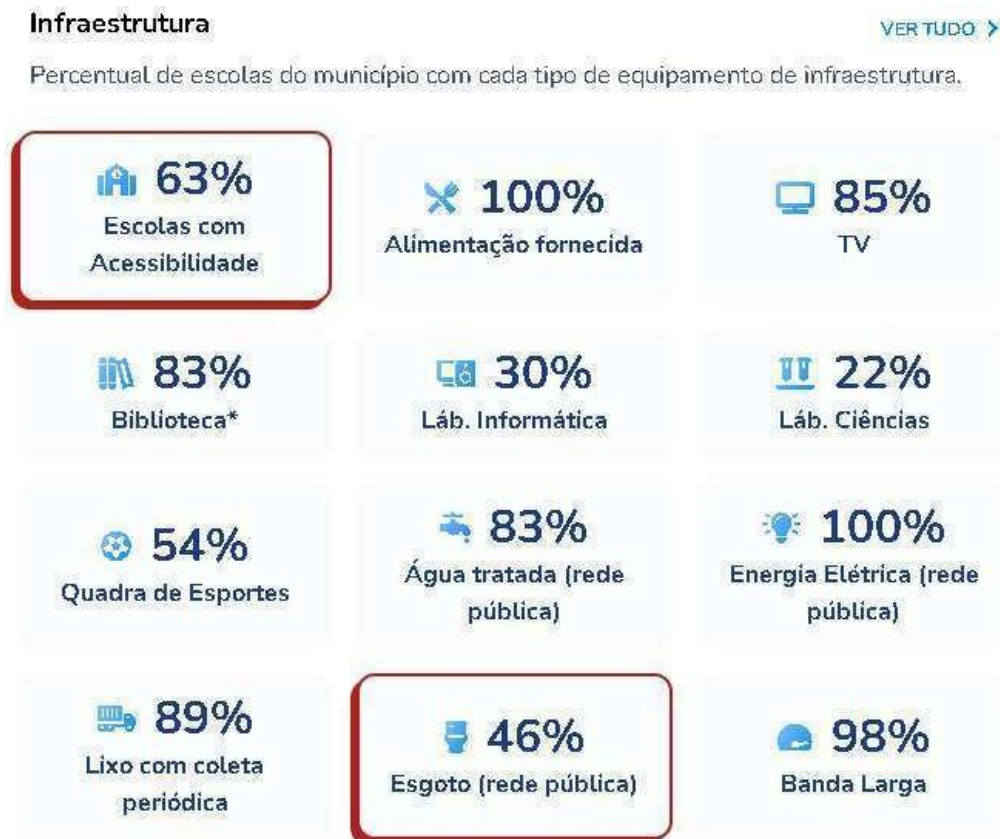 Infraestrutura
VER TUDO
Percentual de escolas do município com cada tipo de equipamento de infraestrutura.
63%
Escolas com
Acessibilidade
100%
Alimentação fornecida
85%
TV
83%
Biblioteca*
30%
Láb. Informática
22%
Láb. Ciências
54%
Quadra de Esportes
83%
Água tratada (rede
pública)
100%
Energia Elétrica (rede
pública)
89%
Lixo com coleta
periódica
46%
Esgoto (rede pública)
98%
Banda Larga